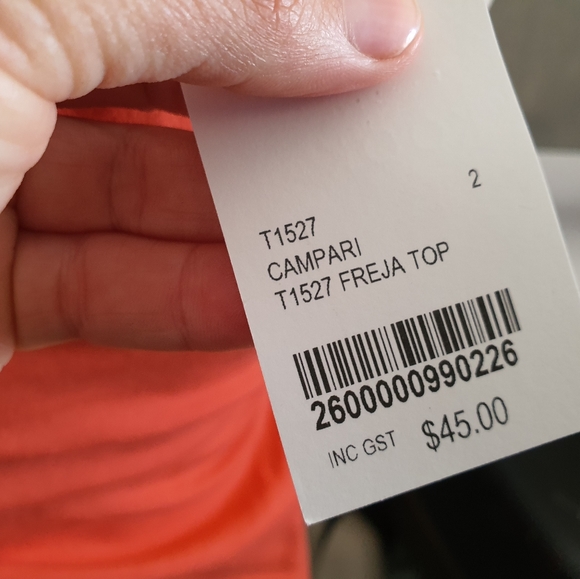 2
T1527
CAMPARI
T1527 FREJA TOP
2600000990226
INC GST $45.00